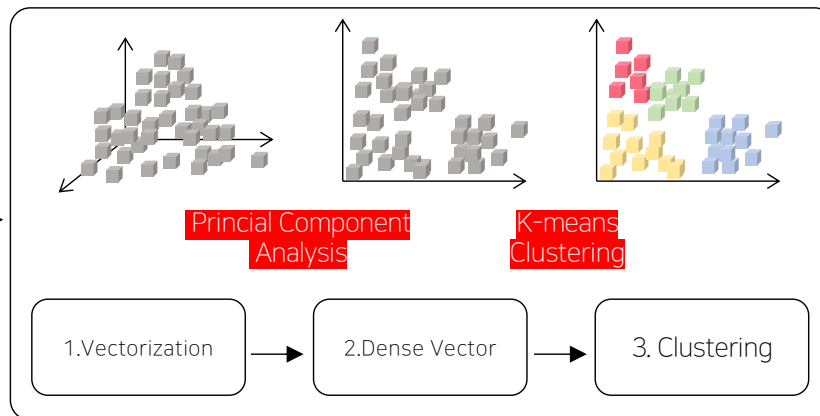 Princial Component
Analysis
K-means
Clustering
1.Vectorization
2.Dense Vector
3. Clustering